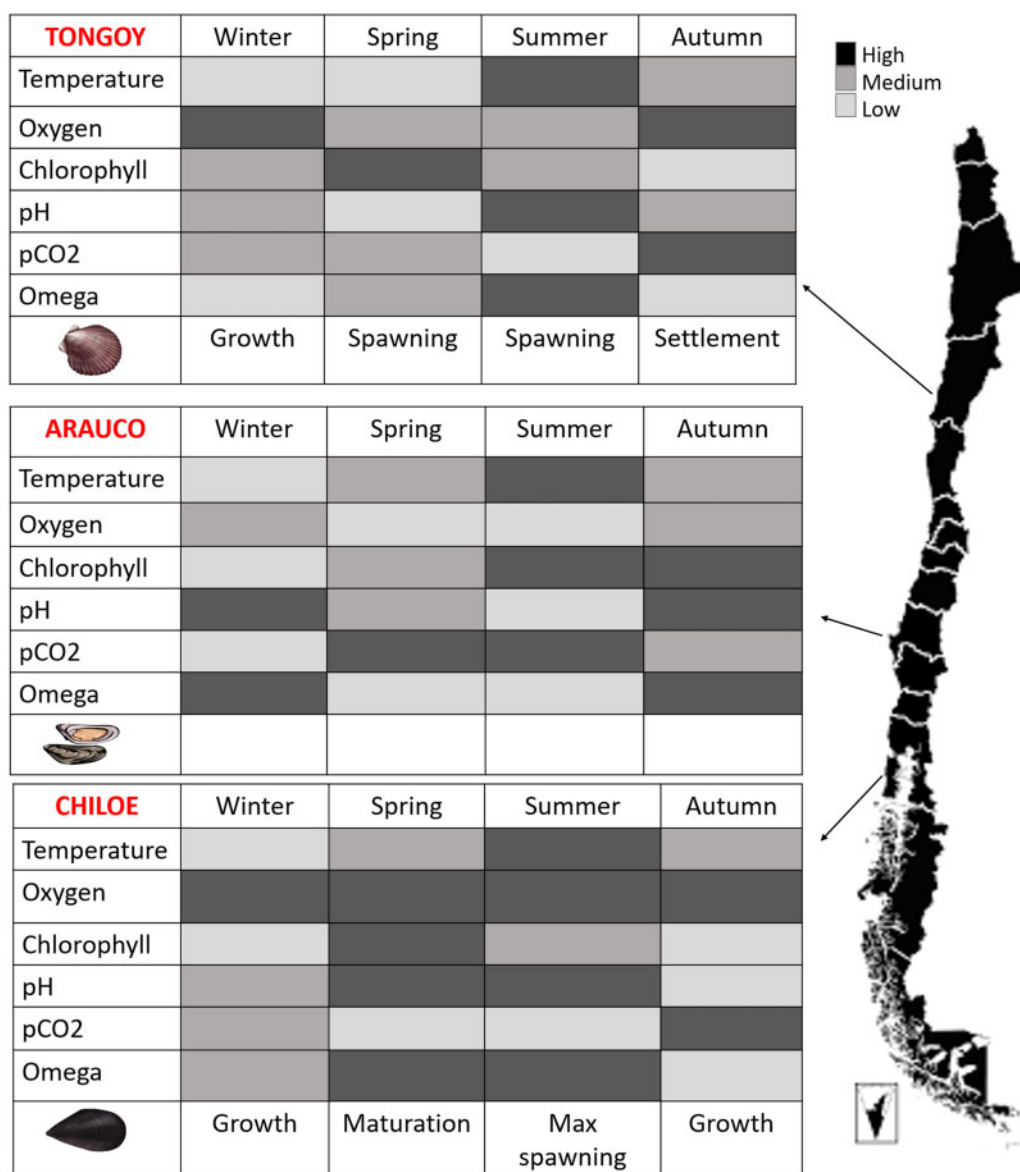 TONGOY Winter Spring Summer Autumn
Temperature
Oxygen
Chlorophyll
pH
pCO2
Omega
Growth Spawning Spawning Settlement
High
Medium
Low
ARAUCO Winter Spring Summer Autumn
Temperature
Oxygen
Chlorophyll
pH
pCO2
Omega
CHILOE Winter Spring Summer Autumn
Temperature
Oxygen
Chlorophyll
pH
pCO2
Omega
Growth Maturation Max Growth
spawning